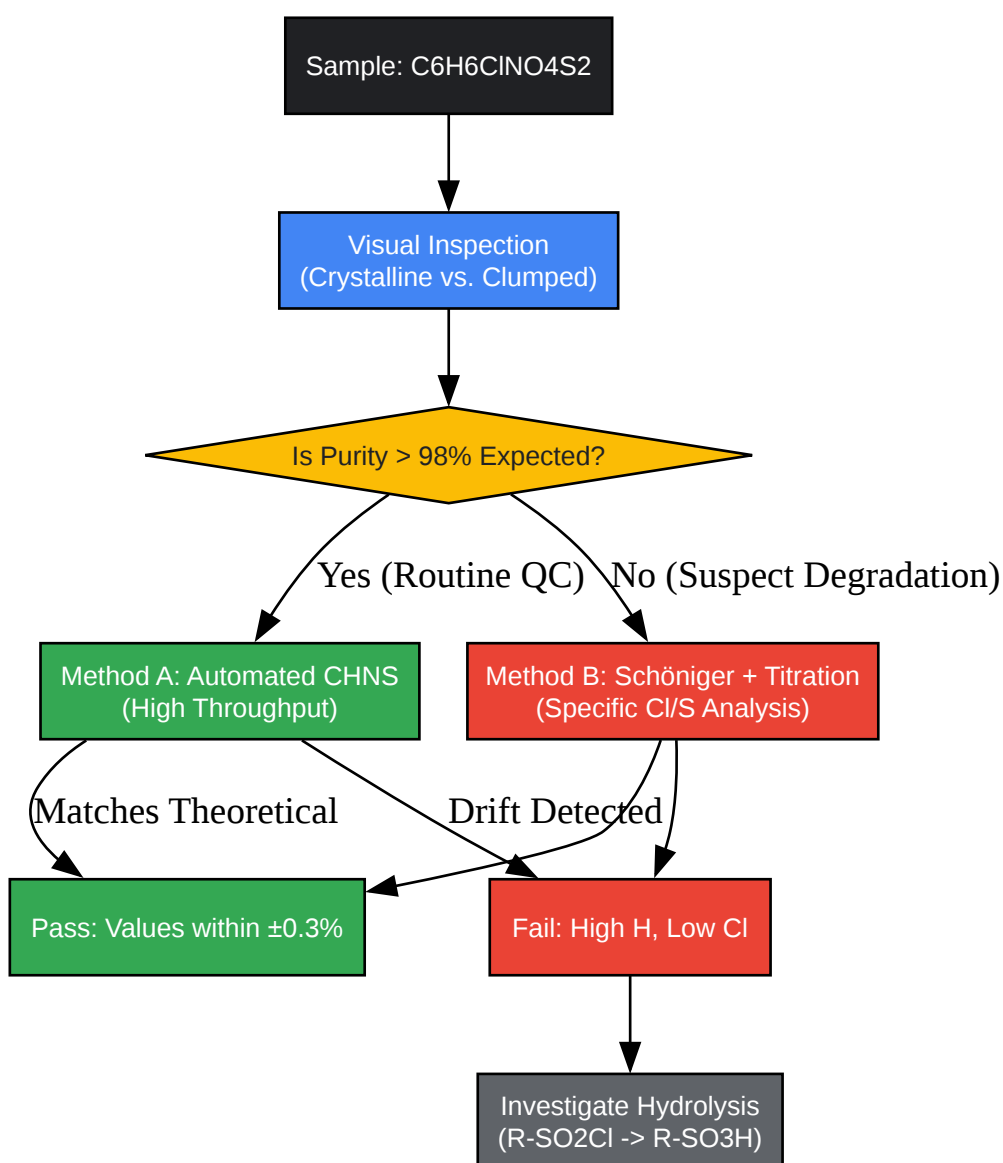 Sample: C6H6ClNO4S2
Visual Inspection
(Crystalline vs. Clumped)
Is Purity > 98% Expected?
Yes (Routine QC)
No (Suspect Degradation)
Method A: Automated CHNS
(High Throughput)
Method B: Schöniger + Titration
(Specific Cl/S Analysis)
Matches Theoretical
Drift Detected
Pass: Values within ±0.3%
Fail: High H, Low Cl
Investigate Hydrolysis
(R-SO2Cl -> R-SO3H)